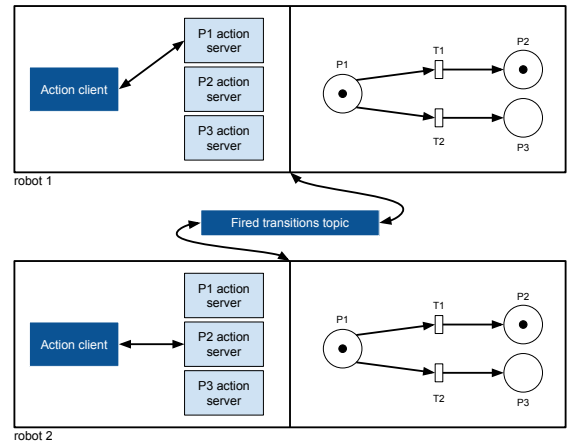 P1 action
server
Action client
P2 action
server
P3 action
server
P1
T1
P2
T2
P3
robot 1
Fired transitions topic
P1 action
server
Action client
P2 action
server
P3 action
server
P1
T1
P2
T2
P3
robot 2